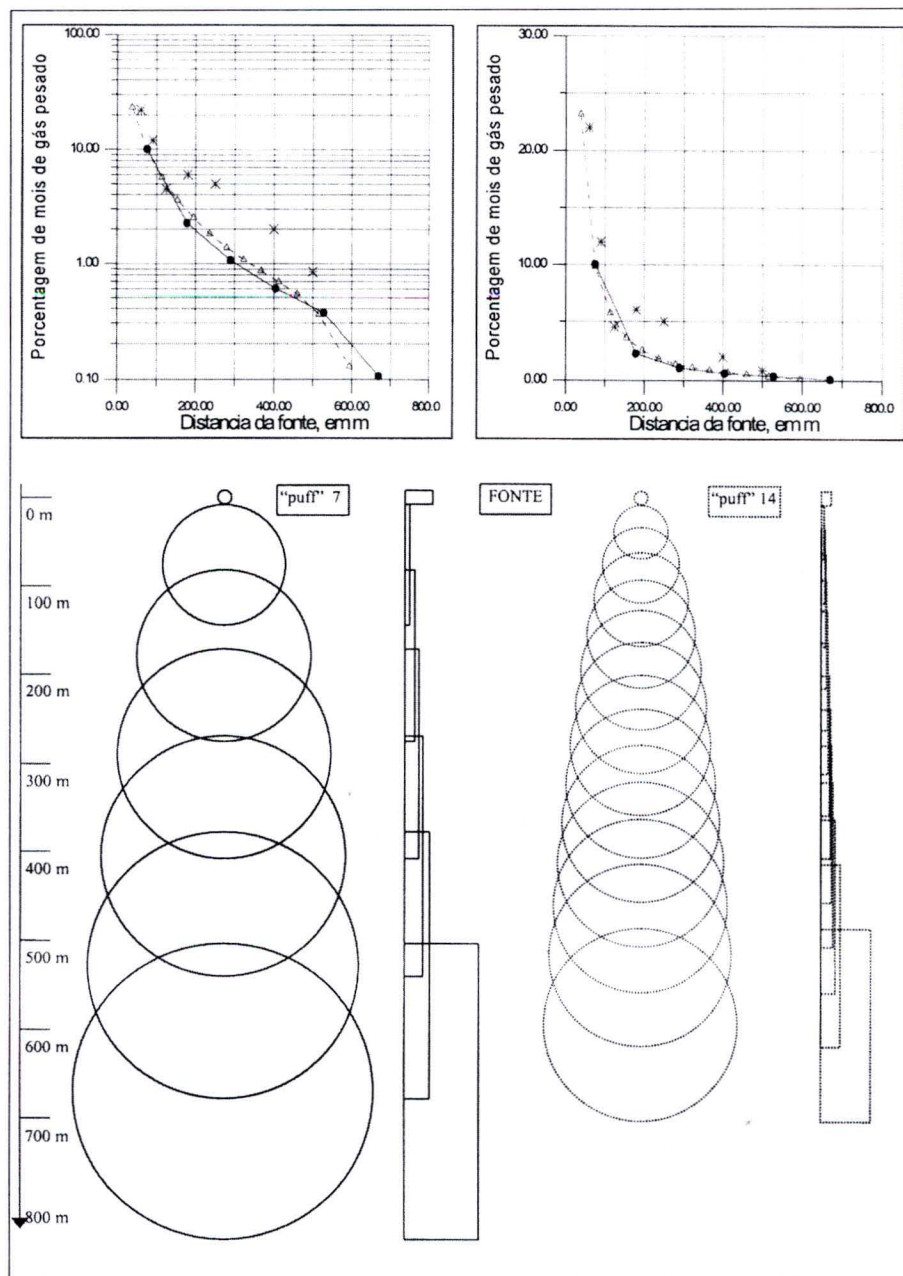 100.00
10.00
1.00
0.10
Porcentagem de mois de gás pesado
0.00 200.00 400.00 600.00 800.0
Distancia da fonte, em m
30.00
20.00
10.00
0.00
Porcentagem de mois de gás pesado
0.00 200.00 400.00 600.00 800.0
Distancia da fonte, em m
“puff” 7
FONTE
“puff” 14
0 m
100 m
200 m
300 m
400 m
500 m
600 m
700 m
800 m